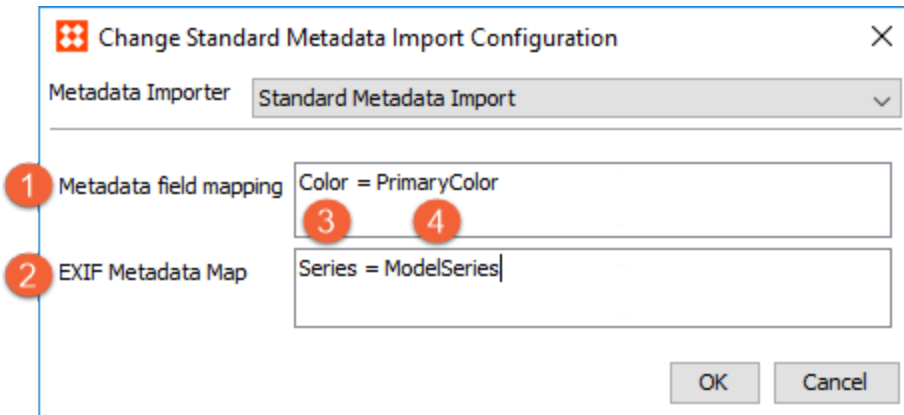 Change Standard Metadata Import Configuration
Metadata Importer Standard Metadata Import
1 Metadata field mapping Color = PrimaryColor
3 4
2 EXIF Metadata Map Series = ModelSeries
OK Cancel